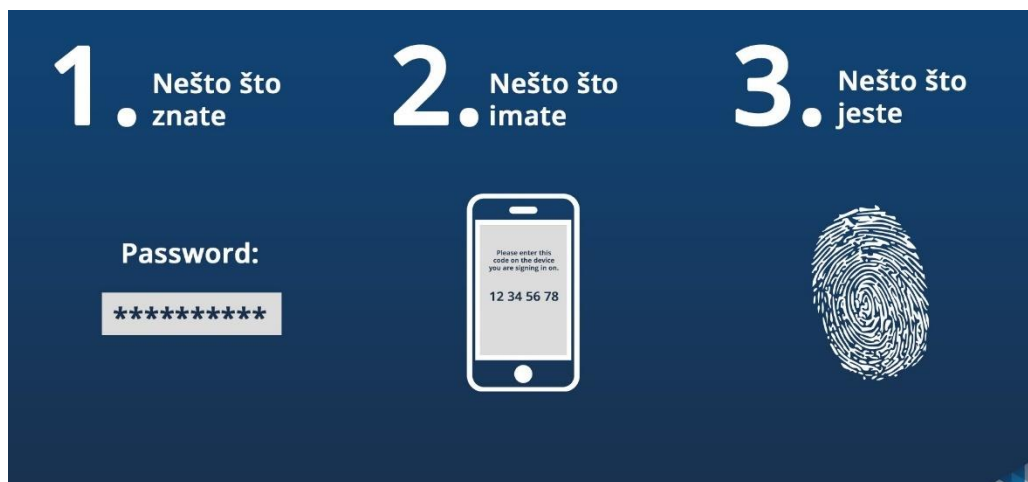 1. Nešto što
znate
2. Nešto što
imate
3. Nešto što
jeste
Password:
**********
Please enter this
code on the device
you are signing in on.
12 34 56 78